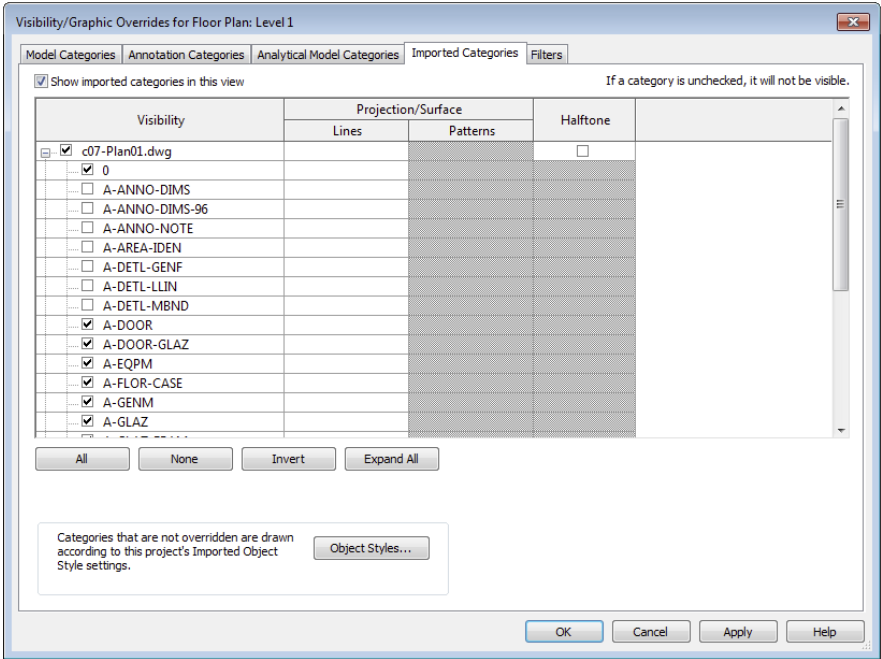 Visibility/Graphic Overrides for Floor Plan: Level 1
Model Categories Annotation Categories Analytical Model Categories Imported Categories Filters
Show imported categories in this view If a category is unchecked, it will not be visible.
Visibility Projection/Surface Halftone
Lines Patterns
c07-Plan01.dwg
0
A-ANNO-DIMS
A-ANNO-DIMS-96
A-ANNO-NOTE
A-AREA-IDEN
A-DETL-GENF
A-DETL-LLIN
A-DETL-MBND
A-DOOR
A-DOOR-GLAZ
A-EQPM
A-FLOR-CASE
A-GENM
A-GLAZ
All None Invert Expand All
Categories that are not overridden are drawn
according to this project's Imported Object
Style settings.
Object Styles...
OK Cancel Apply Help